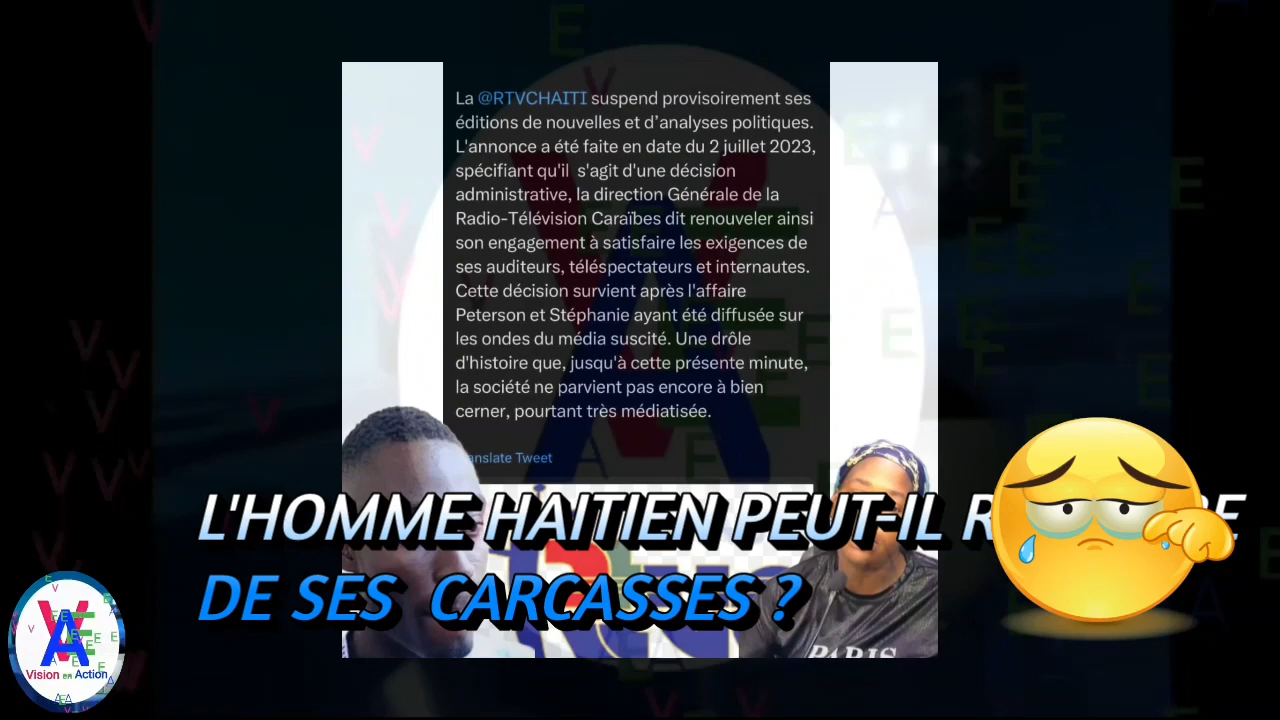 La @RTVCHAITI suspend provisoirement ses
éditions de nouvelles et d’analyses politiques.
L'annonce a été faite en date du 2 juillet 2023,
spécifiant qu'il s'agit d'une décision
administrative, la direction Générale de la
Radio-Télévision Caraïbes dit renouveler ainsi
son engagement à satisfaire les exigences de
ses auditeurs, téléspectateurs et internautes.
Cette décision survient après l'affaire
Peterson et Stéphanie ayant été diffusée sur
les ondes du média suscité. Une drôle
d'histoire que, jusqu'à cette présente minute,
la société ne parvient pas encore à bien
cerner, pourtant très médiatisée.
Tweet
L'HOMME HAITIEN PEUT-IL
DE SES CARCASSES ?
PARIS
Vision en Action